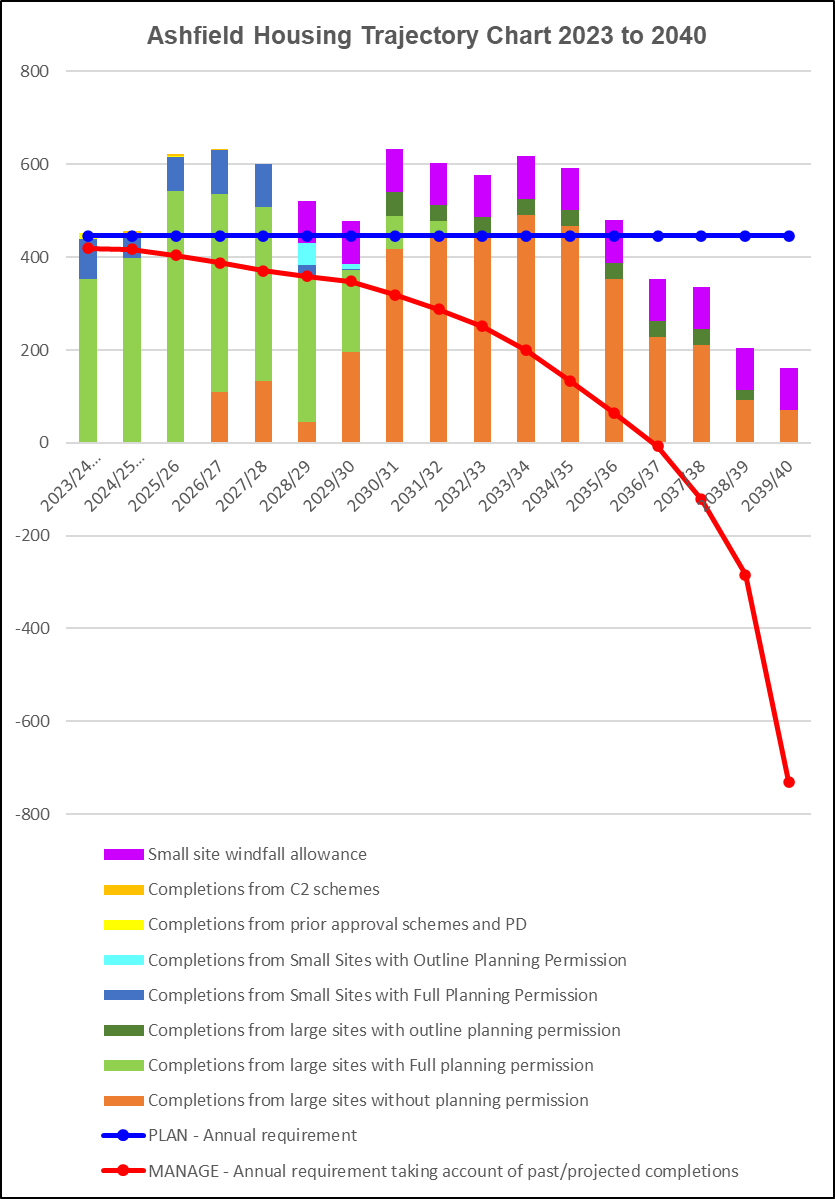 Ashfield Housing Trajectory Chart 2023 to 2040
800
600
400
200
0
-200
-400
-600
-800
2023/24...
2024/25...
2025/26
2026/27
2027/28
2028/29
2029/30
2030/31
2031/32
2032/33
2033/34
2034/35
2035/36
2036/37
2037/38
2038/39
2039/40
Small site windfall allowance
Completions from C2 schemes
Completions from prior approval schemes and PD
Completions from Small Sites with Outline Planning Permission
Completions from Small Sites with Full Planning Permission
Completions from large sites with outline planning permission
Completions from large sites with Full planning permission
Completions from large sites without planning permission
PLAN - Annual requirement
MANAGE - Annual requirement taking account of past/projected completions